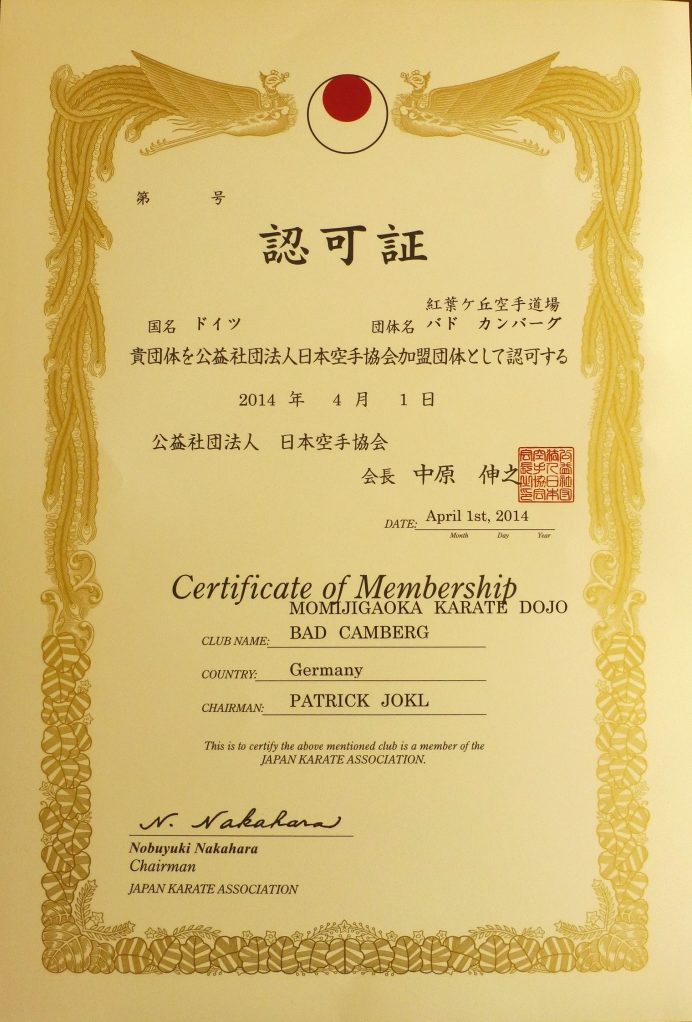 第　　　号
認可証
紅葉ケ丘空手道場
国名 ドイツ　団体名 バド カンバーグ
貴団体を公益社団法人日本空手協会加盟団体として認可する
2014 年 4 月 1 日
公益社団法人 日本空手協会
会長 中原 伸之
DATE: April 1st, 2014
Month Day Year
Certificate of Membership
MOMIJIGAOKA KARATE DOJO
CLUB NAME: BAD CAMBERG
COUNTRY: Germany
CHAIRMAN: PATRICK JOKL
This is to certify the above mentioned club is a member of the
JAPAN KARATE ASSOCIATION.
N. Nakahara
Nobuyuki Nakahara
Chairman
JAPAN KARATE ASSOCIATION